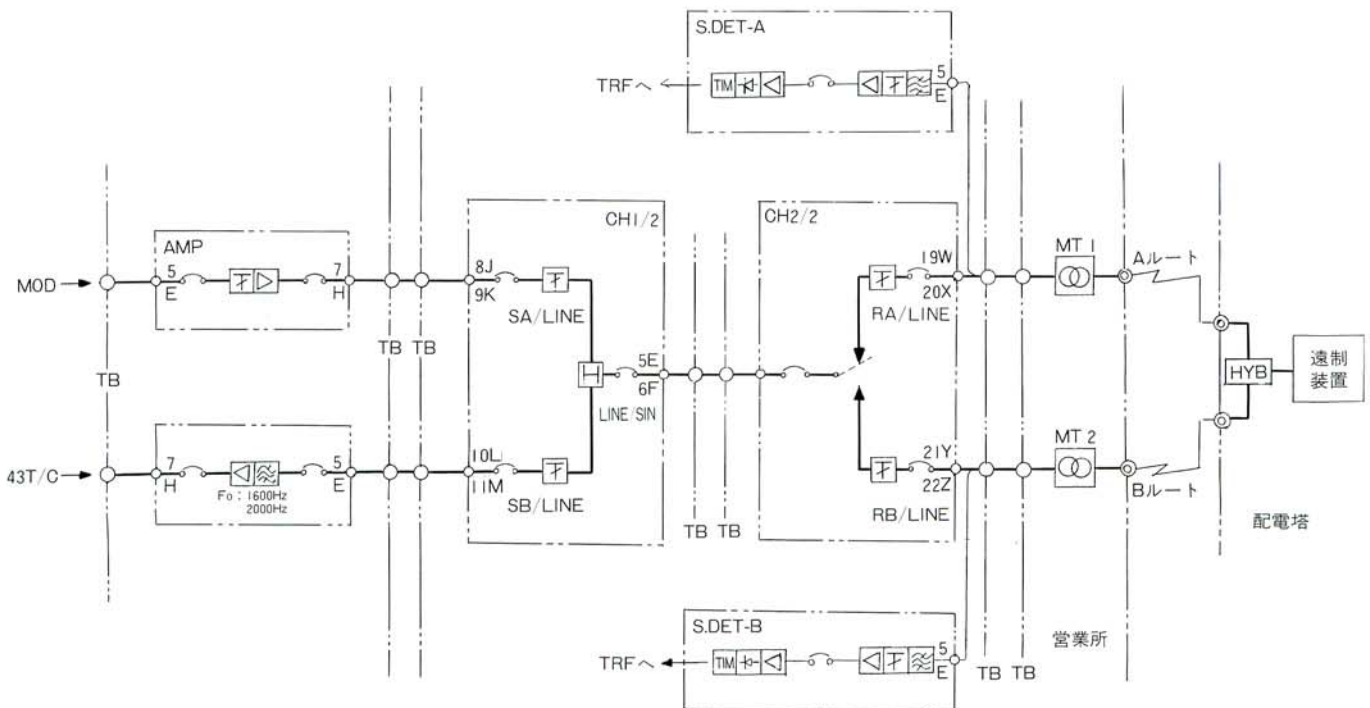 S.DET-A
TRFへ
TIM
5
E
CH1/2
CH2/2
AMP
MOD
5
E
7
H
8J
9K
SA/LINE
19W
20X
RA/LINE
MT 1
Aルート
TB
TB
TB
H
5E
6F
LINE/SIN
HYB
遠制
装置
43T/C
7
H
5
E
Fo：1600Hz
2000Hz
10L
11M
SB/LINE
21Y
22Z
RB/LINE
MT 2
Bルート
TB
TB
配電塔
S.DET-B
TRFへ
TIM
5
E
営業所
TB
TB